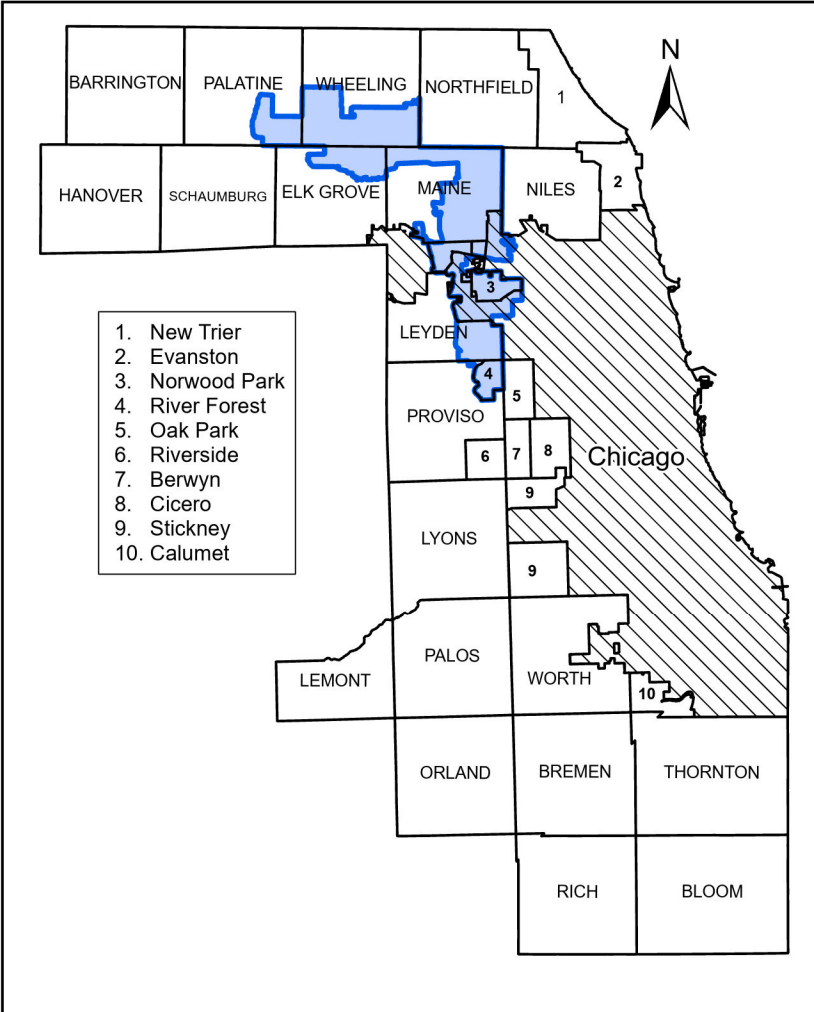 N
BARRINGTON
PALATINE
WHEELING
NORTHFIELD
1
HANOVER
SCHAUMBURG
ELK GROVE
MAINE
NILES
2
3
LEYDEN
4
5
PROVISO
6
7
8
Chicago
9
LYONS
9
PALOS
LEMONT
WORTH
10
ORLAND
BREMEN
THORNTON
RICH
BLOOM
1. New Trier
2. Evanston
3. Norwood Park
4. River Forest
5. Oak Park
6. Riverside
7. Berwyn
8. Cicero
9. Stickney
10. Calumet